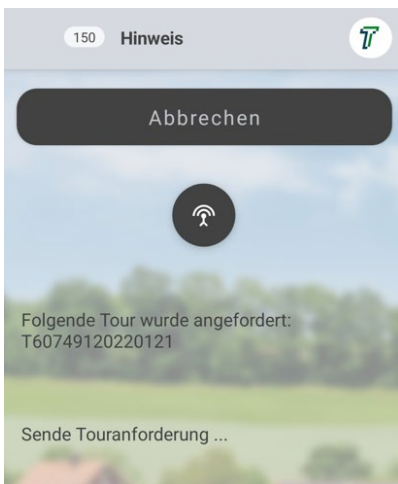 150 Hinweis
Abbrechen
Folgende Tour wurde angefordert:
T60749120220121
Sende Touranforderung ...